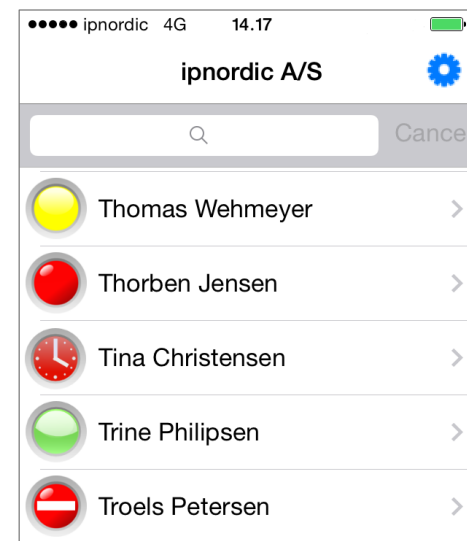 ipnordic 4G 14.17
ipnordic A/S
Cance
Thomas Wehmeyer
Thorben Jensen
Tina Christensen
Trine Philipsen
Troels Petersen